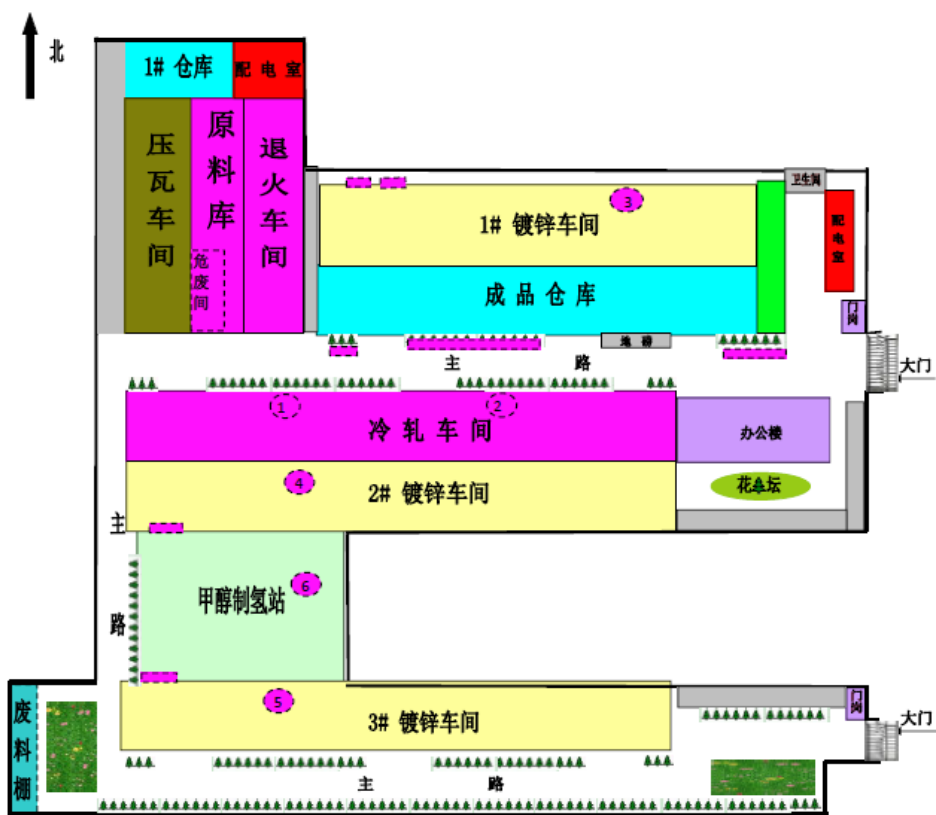 北
1# 仓库
配 电 室
压瓦车间
原料库
退火车间
危废间
卫生间
3
1# 镀锌车间
配电室
成 品 仓 库
门岗
地 磅
主 路
大门
1
2
冷 轧 车 间
办公楼
4
2# 镀锌车间
花坛
主 路
6
甲醇制氢站
5
3# 镀锌车间
门岗
大门
废料棚
主 路